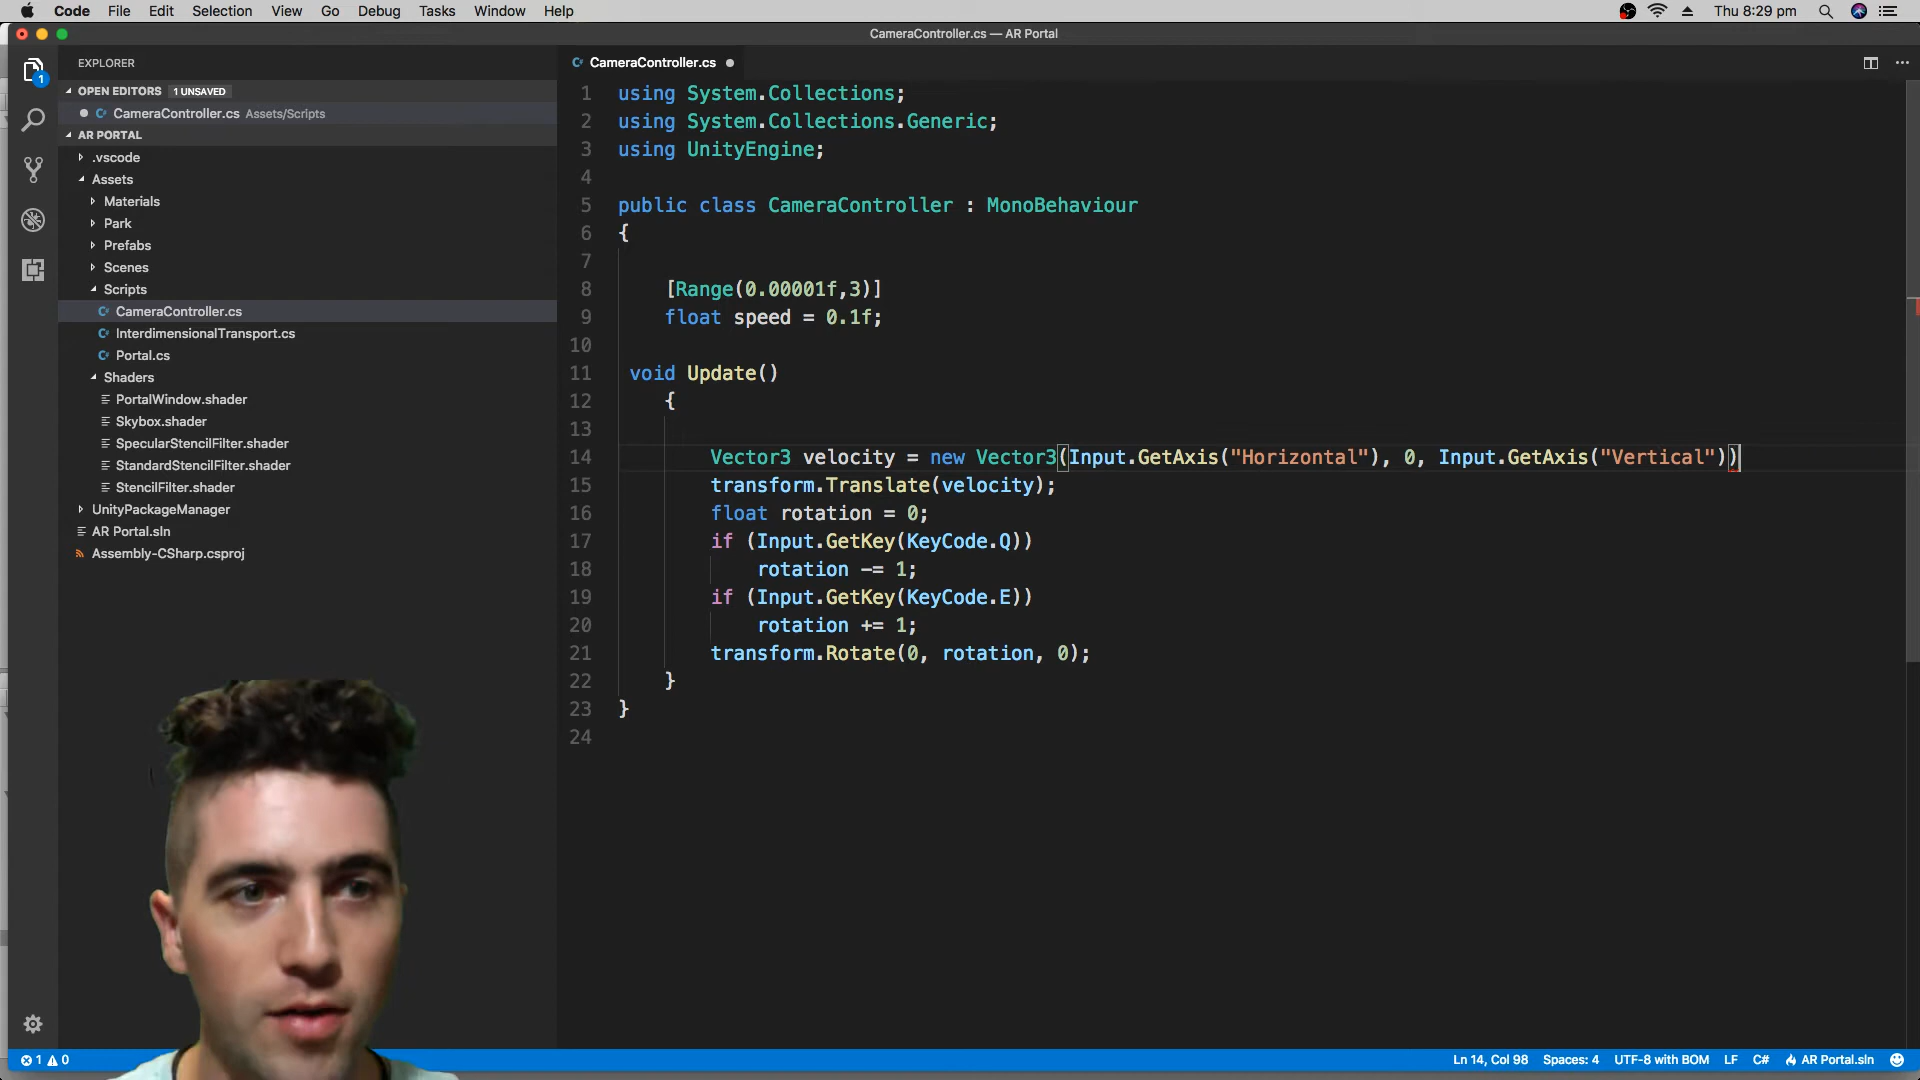 Code File Edit Selection View Go Debug Tasks Window Help Thu 8:29 pm
CameraController.cs — AR Portal
EXPLORER
OPEN EDITORS 1 UNSAVED
CameraController.cs Assets/Scripts
AR PORTAL
.vscode
Assets
Materials
Park
Prefabs
Scenes
Scripts
CameraController.cs
InterdimensionalTransport.cs
Portal.cs
Shaders
PortalWindow.shader
Skybox.shader
SpecularStencilFilter.shader
StandardStencilFilter.shader
StencilFilter.shader
UnityPackageManager
AR Portal.sln
Assembly-CSharp.csproj
1
CameraController.cs
1 using System.Collections;
2 using System.Collections.Generic;
3 using UnityEngine;
4
5 public class CameraController : MonoBehaviour
6 {
7
8 [Range(0.00001f,3)]
9 float speed = 0.1f;
10
11 void Update()
12 {
13
14 Vector3 velocity = new Vector3(Input.GetAxis("Horizontal"), 0, Input.GetAxis("Vertical"))
15 transform.Translate(velocity);
16 float rotation = 0;
17 if (Input.GetKey(KeyCode.Q))
18 rotation -= 1;
19 if (Input.GetKey(KeyCode.E))
20 rotation += 1;
21 transform.Rotate(0, rotation, 0);
22 }
23 }
24
1 0 Ln 14, Col 98 Spaces: 4 UTF-8 with BOM LF C# AR Portal.sln